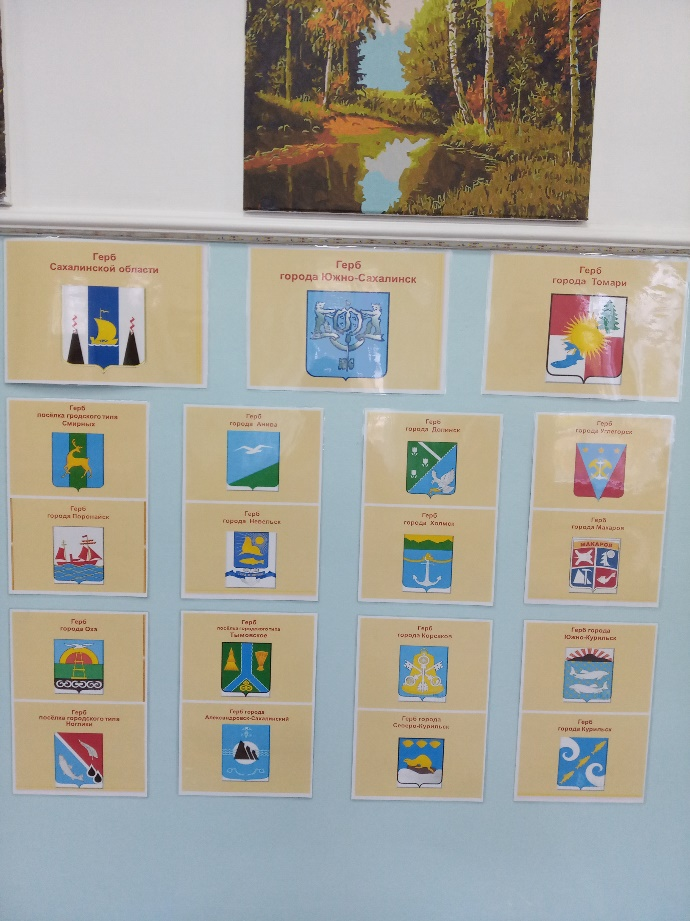 Герб
Сахалинской области
Герб
города Южно-Сахалинск
Герб
города Томари
Герб
посёлка гродского типа
Смирных
Герб
города Анива
Герб
города Долинск
Герб
города Углегорск
Герб
города Поронайск
Герб
города Невельск
Герб
города Холмск
Герб
города Макаров
МАКАРОВ
Герб
города Оха
Герб
посёлка городского типа
Тымовское
Герб
города Корсаков
Герб города
Южно-Курильск
Герб
посёлка городского типа
Ноглики
Герб города
Александровск-Сахалинский
Герб города
Северо-Курильск
Герб
города Курильск